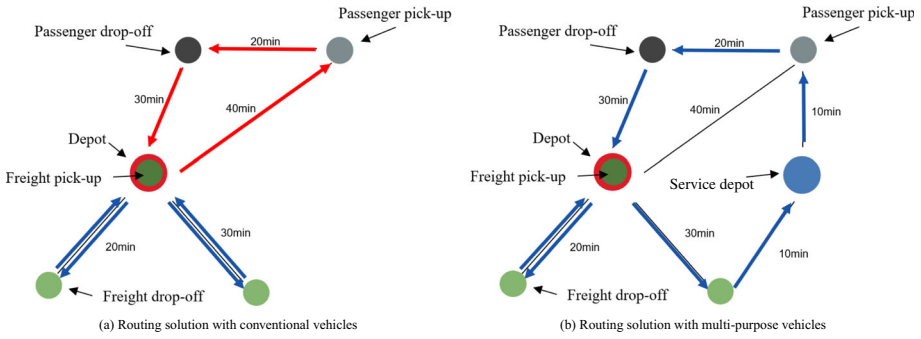 Passenger pick-up
Passenger drop-off
20min
30min
40min
Depot
Freight pick-up
20min
30min
Freight drop-off
(a) Routing solution with conventional vehicles
Passenger pick-up
Passenger drop-off
20min
30min
40min
10min
Depot
Freight pick-up
Service depot
20min
30min
10min
Freight drop-off
(b) Routing solution with multi-purpose vehicles